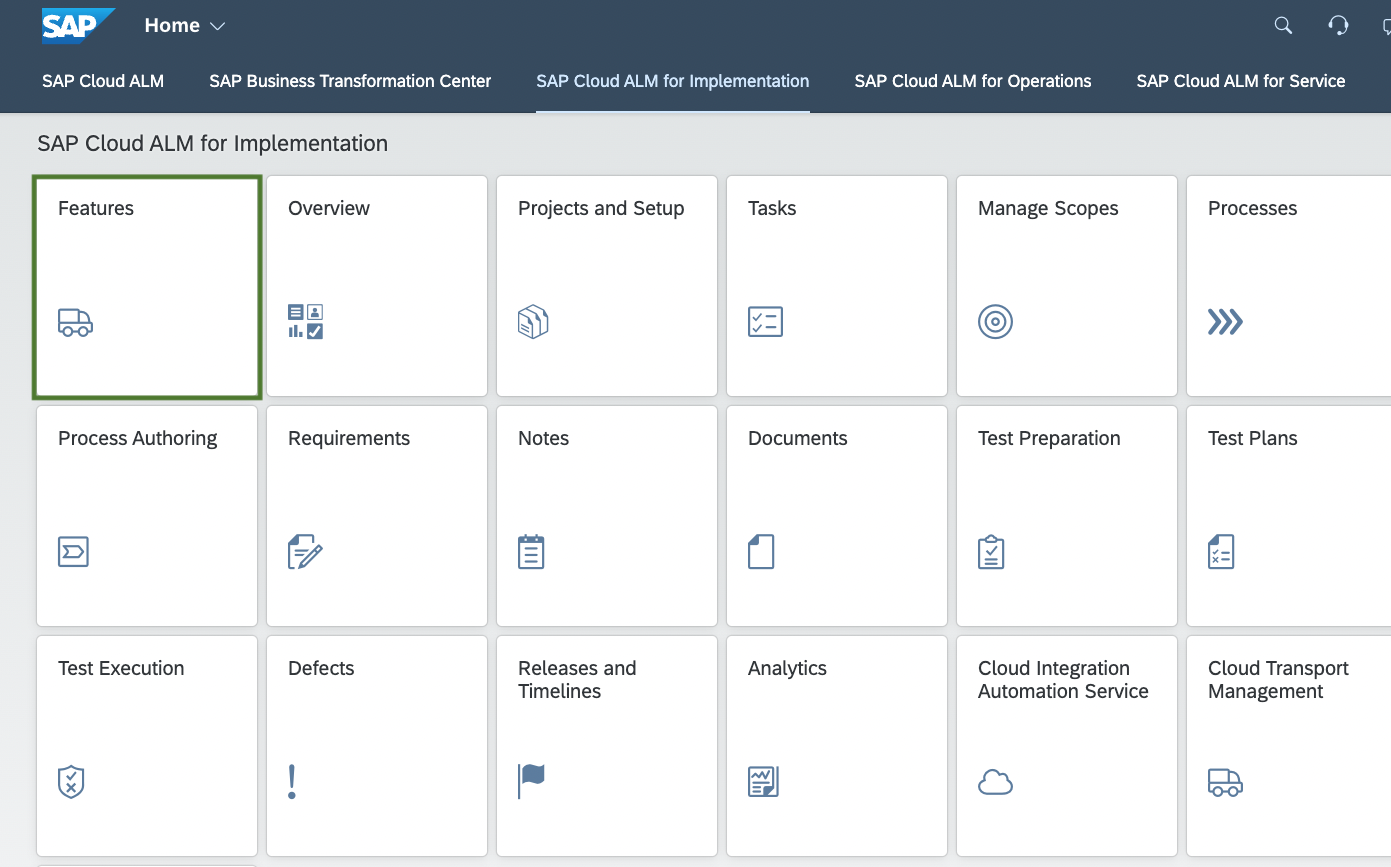 SAP Home
SAP Cloud ALM SAP Business Transformation Center SAP Cloud ALM for Implementation SAP Cloud ALM for Operations SAP Cloud ALM for Service
SAP Cloud ALM for Implementation
Features Overview Projects and Setup Tasks Manage Scopes Processes
Process Authoring Requirements Notes Documents Test Preparation Test Plans
Test Execution Defects Releases and Timelines Analytics Cloud Integration Automation Service Cloud Transport Management